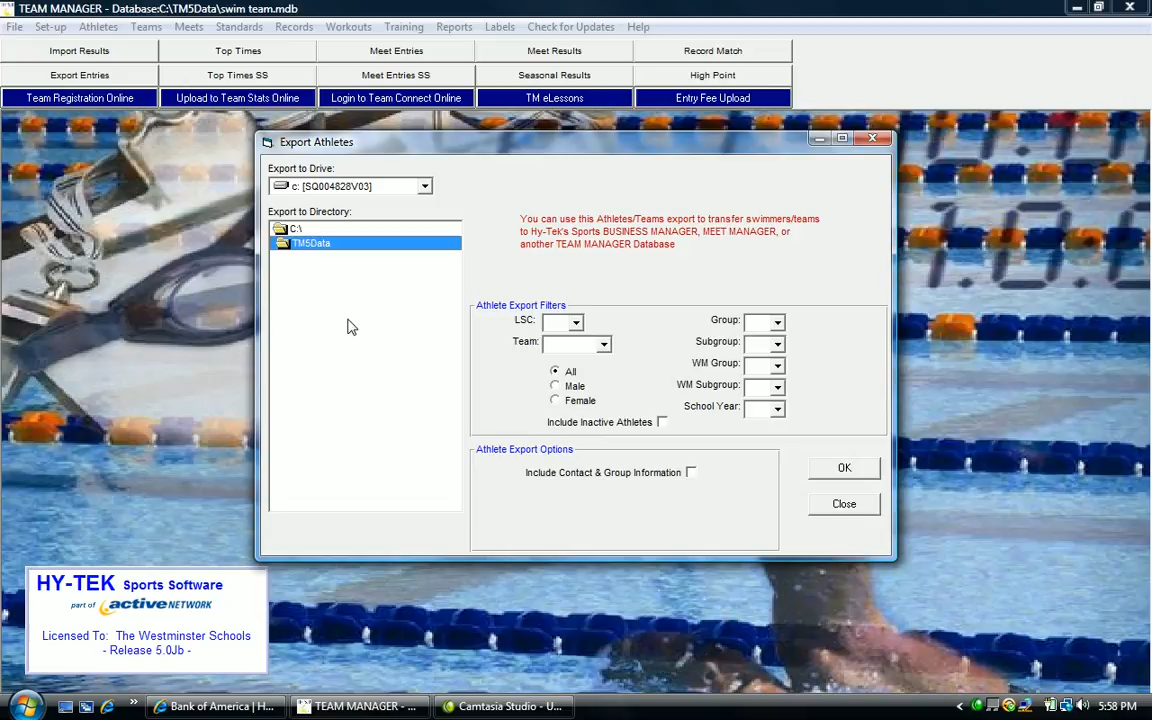 TEAM MANAGER - Database:C:\TM5Data\swim team.mdb
File Set-up Athletes Teams Meets Standards Records Workouts Training Reports Labels Check for Updates Help
Import Results Top Times Meet Entries Meet Results Record Match
Export Entries Top Times SS Meet Entries SS Seasonal Results High Point
Team Registration Online Upload to Team Stats Online Login to Team Connect Online TM eLessons Entry Fee Upload
Export Athletes
Export to Drive:
c: [SQ004828V03]
Export to Directory:
C:\
TM5Data
You can use this Athletes/Teams export to transfer swimmers/teams
to Hy-Tek's Sports BUSINESS MANAGER, MEET MANAGER, or
another TEAM MANAGER Database
Athlete Export Filters
LSC:
Team:
All
Male
Female
Include Inactive Athletes
Group:
Subgroup:
WM Group:
WM Subgroup:
School Year:
Athlete Export Options
Include Contact & Group Information
OK
Close
HY-TEK Sports Software
part of active NETWORK
Licensed To: The Westminster Schools
- Release 5.0Jb -
Bank of America | H... TEAM MANAGER - ... Camtasia Studio - U... 5:58 PM